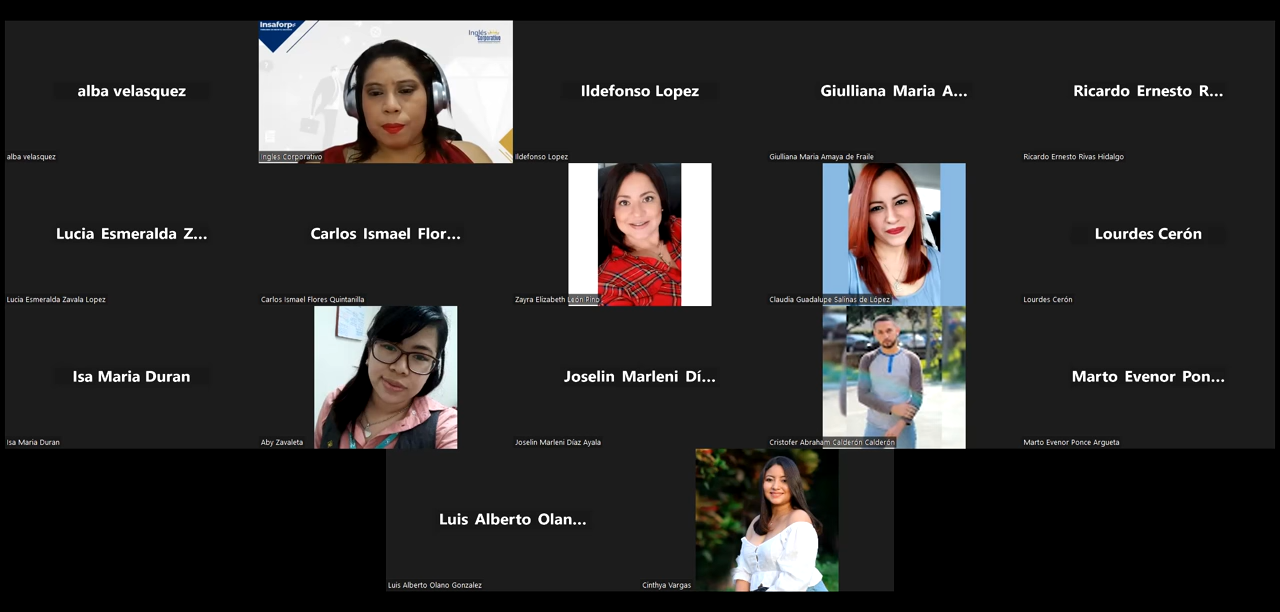 alba velasquez
alba velasquez
Insaforp
Inglés
Corporativo
Ingles Corporativo
Ildefonso Lopez
Ildefonso Lopez
Giulliana Maria A...
Giulliana Maria Amaya de Fraile
Ricardo Ernesto R...
Ricardo Ernesto Rivas Hidalgo
Lucia Esmeralda Z...
Lucia Esmeralda Zavala Lopez
Carlos Ismael Flor...
Carlos Ismael Flores Quintanilla
Zayra Elizabeth León Pino
Claudia Guadalupe Salinas de López
Lourdes Cerón
Lourdes Cerón
Isa Maria Duran
Isa Maria Duran
Aby Zavaleta
Joselin Marleni Dí...
Joselin Marleni Díaz Ayala
Cristofer Abraham Calderón Calderón
Marto Evenor Pon...
Marto Evenor Ponce Argueta
Luis Alberto Olan...
Luis Alberto Olano Gonzalez
Cinthya Vargas